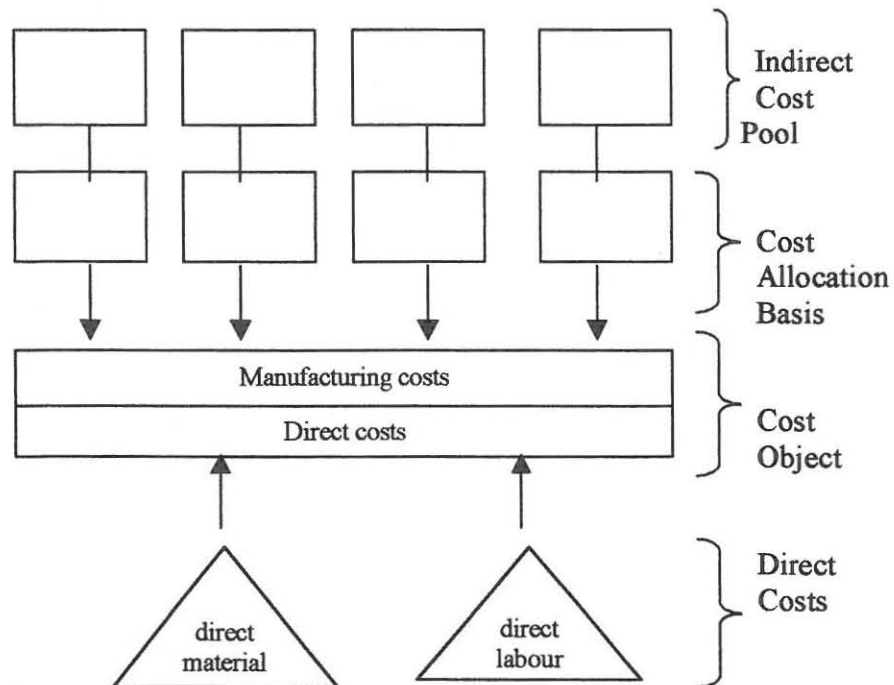 Indirect
Cost
Pool
Cost
Allocation
Basis
Manufacturing costs
Direct costs
Cost
Object
direct
material
direct
labour
Direct
Costs